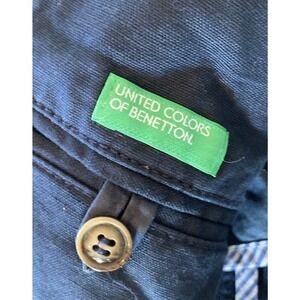 UNITED COLORS
OF BENETTON.